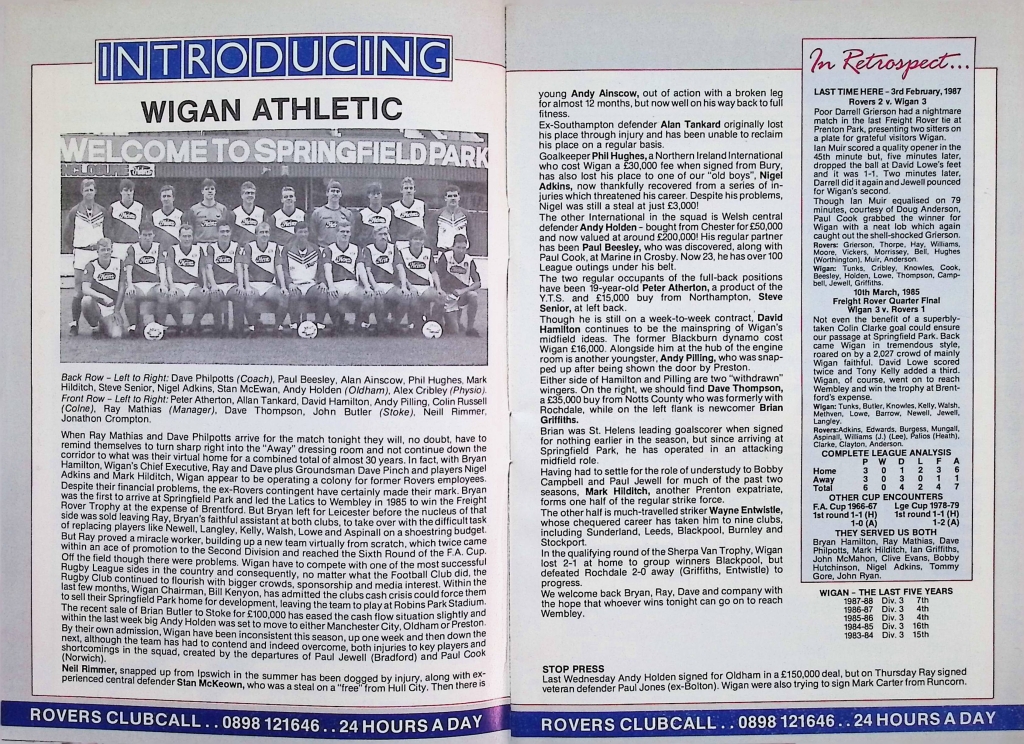 INTRODUCING
WIGAN ATHLETIC
WELCOME TO SPRINGFIELD PARK
Back Row – Left to Right: Dave Philpotts (Coach), Paul Beesley, Alan Ainscow, Phil Hughes, Mark
Hilditch, Steve Senior, Nigel Adkins, Stan McEwan, Andy Holden (Oldham), Alex Cribley (Physio).
Front Row – Left to Right: Peter Atherton, Allan Tankard, David Hamilton, Andy Pilling, Colin Russell
(Colne), Ray Mathias (Manager), Dave Thompson, John Butler (Stoke), Neill Rimmer,
Jonathon Crompton.
When Ray Mathias and Dave Philpotts arrive for the match tonight they will, no doubt, have to
remind themselves to turn sharp right into the "Away" dressing room and not continue down the
corridor to what was their virtual home for a combined total of almost 30 years. In fact, with Bryan
Hamilton, Wigan's Chief Executive, Ray and Dave plus Groundsman Dave Pinch and players Nigel
Adkins and Mark Hilditch, Wigan appear to be operating a colony for former Rovers employees.
Despite their financial problems, the ex-Rovers contingent have certainly made their mark. Bryan
was the first to arrive at Springfield Park and led the Latics to Wembley in 1985 to win the Freight
Rover Trophy at the expense of Brentford. But Bryan left for Leicester before the nucleus of that
side was sold leaving Ray, Bryan's faithful assistant at both clubs, to take over with the difficult task
of replacing players like Newell, Langley, Kelly, Walsh, Lowe and Aspinall on a shoestring budget.
But Ray proved a miracle worker, building up a new team virtually from scratch, which twice came
within an ace of promotion to the Second Division and reached the Sixth Round of the F.A. Cup.
Off the field though there were problems. Wigan have to compete with one of the most successful
Rugby League sides in the country and consequently, no matter what the Football Club did, the
Rugby Club continued to flourish with bigger crowds, sponsorship and media interest. Within the
last few months, Wigan Chairman, Bill Kenyon, has admitted the clubs cash crisis could force them
to sell their Springfield Park home for development, leaving the team to play at Robins Park Stadium.
The recent sale of Brian Butler to Stoke for £100,000 has eased the cash flow situation slightly and
within the last week big Andy Holden was set to move to either Manchester City, Oldham or Preston.
By their own admission, Wigan have been inconsistent this season, up one week and then down the
next, although the team has had to contend and indeed overcome, both injuries to key players and
shortcomings in the squad, created by the departures of Paul Jewell (Bradford) and Paul Cook
(Norwich).
Neil Rimmer, snapped up from Ipswich in the summer has been dogged by injury, along with ex-
perienced central defender Stan McKeown, who was a steal on a "free" from Hull City. Then there is
ROVERS CLUBCALL . . 0898 121646 . . 24 HOURS A DAY
young Andy Ainscow, out of action with a broken leg
for almost 12 months, but now well on his way back to full
fitness.
Ex-Southampton defender Alan Tankard originally lost
his place through injury and has been unable to reclaim
his place on a regular basis.
Goalkeeper Phil Hughes, a Northern Ireland International
who cost Wigan a £30,000 fee when signed from Bury,
has also lost his place to one of our "old boys", Nigel
Adkins, now thankfully recovered from a series of in-
juries which threatened his career. Despite his problems,
Nigel was still a steal at just £3,000!
The other International in the squad is Welsh central
defender Andy Holden - bought from Chester for £50,000
and now valued at around £200,000! His regular partner
has been Paul Beesley, who was discovered, along with
Paul Cook, at Marine in Crosby. Now 23, he has over 100
League outings under his belt.
The two regular occupants of the full-back positions
have been 19-year-old Peter Atherton, a product of the
Y.T.S. and £15,000 buy from Northampton, Steve
Senior, at left back.
Though he is still on a week-to-week contract, David
Hamilton continues to be the mainspring of Wigan's
midfield ideas. The former Blackburn dynamo cost
Wigan £16,000. Alongside him at the hub of the engine
room is another youngster, Andy Pilling, who was snap-
ped up after being shown the door by Preston.
Either side of Hamilton and Pilling are two "withdrawn"
wingers. On the right, we should find Dave Thompson,
a £35,000 buy from Notts County who was formerly with
Rochdale, while on the left flank is newcomer Brian
Griffiths.
Brian was St. Helens leading goalscorer when signed
for nothing earlier in the season, but since arriving at
Springfield Park, he has operated in an attacking
midfield role.
Having had to settle for the role of understudy to Bobby
Campbell and Paul Jewell for much of the past two
seasons, Mark Hilditch, another Prenton expatriate,
forms one half of the regular strike force.
The other half is much-travelled striker Wayne Entwistle,
whose chequered career has taken him to nine clubs,
including Sunderland, Leeds, Blackpool, Burnley and
Stockport.
In the qualifying round of the Sherpa Van Trophy, Wigan
lost 2-1 at home to group winners Blackpool, but
defeated Rochdale 2-0 away (Griffiths, Entwistle) to
progress.
We welcome back Bryan, Ray, Dave and company with
the hope that whoever wins tonight can go on to reach
Wembley.
In Retrospect...
LAST TIME HERE – 3rd February, 1987
Rovers 2 v. Wigan 3
Poor Darrell Grierson had a nightmare
match in the last Freight Rover tie at
Prenton Park, presenting two sitters on
a plate for grateful visitors Wigan.
Ian Muir scored a quality opener in the
45th minute but, five minutes later,
dropped the ball at David Lowe's feet
and it was 1-1. Two minutes later,
Darrell did it again and Jewell pounced
for Wigan's second.
Though Ian Muir equalised on 79
minutes, courtesy of Doug Anderson,
Paul Cook grabbed the winner for
Wigan with a neat lob which again
caught out the shell-shocked Grierson.
Rovers: Grierson, Thorpe, Hay, Williams,
Moore, Vickers, Morrissey, Bell, Hughes
(Worthington), Muir, Anderson.
Wigan: Tunks, Cribley, Knowles, Cook,
Beesley, Holden, Lowe, Thompson, Camp-
bell, Jewell, Griffiths.
10th March, 1985
Freight Rover Quarter Final
Wigan 3 v. Rovers 1
Not even the benefit of a superbly-
taken Colin Clarke goal could ensure
our passage at Springfield Park. Back
came Wigan in tremendous style,
roared on by a 2,027 crowd of mainly
Wigan faithful. David Lowe scored
twice and Tony Kelly added a third.
Wigan, of course, went on to reach
Wembley and win the trophy at Brent-
ford's expense.
Wigan: Tunks, Butler, Knowles, Kelly, Walsh,
Methven, Lowe, Barrow, Newell, Jewell,
Langley.
Rovers: Adkins, Edwards, Burgess, Mungall,
Aspinall, Williams (J.) (Lee), Palios (Heath),
Clarke, Clayton, Anderson.
COMPLETE LEAGUE ANALYSIS
P W D L F A
Home 3 0 1 2 3 6
Away 3 0 3 0 1 1
Total 6 0 4 2 4 7
OTHER CUP ENCOUNTERS
F.A. Cup 1966-67 Lge Cup 1978-79
1st round 1-1 (H) 1st round 1-1 (H)
1-0 (A) 1-2 (A)
THEY SERVED US BOTH
Bryan Hamilton, Ray Mathias, Dave
Philpotts, Mark Hilditch, Ian Griffiths,
John McMahon, Clive Evans, Bobby
Hutchinson, Nigel Adkins, Tommy
Gore, John Ryan.
WIGAN – THE LAST FIVE YEARS
1987-88 Div. 3 7th
1986-87 Div. 3 4th
1985-86 Div. 3 4th
1984-85 Div. 3 16th
1983-84 Div. 3 15th
STOP PRESS
Last Wednesday Andy Holden signed for Oldham in a £150,000 deal, but on Thursday Ray signed
veteran defender Paul Jones (ex-Bolton). Wigan were also trying to sign Mark Carter from Runcorn.
ROVERS CLUBCALL . . 0898 121646 . . 24 HOURS A DAY